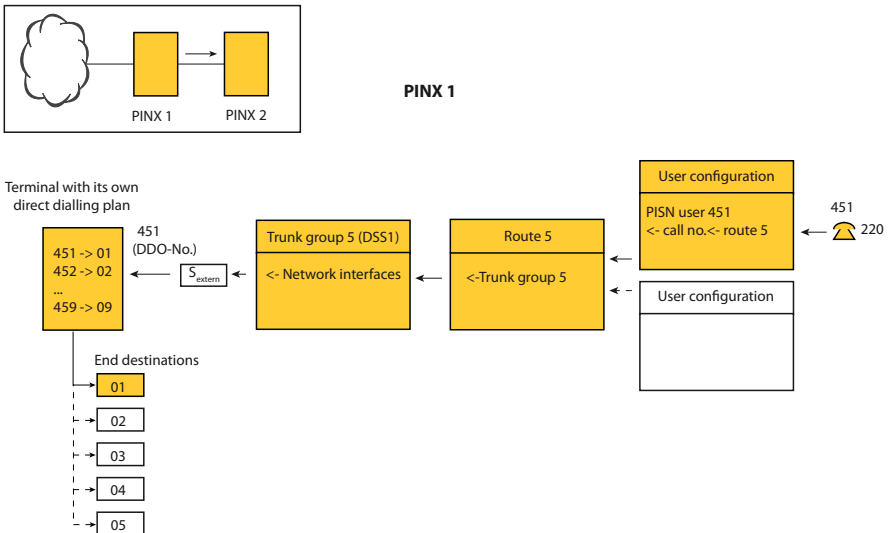 PINX 1
PINX 2
PINX 1
Terminal with its own
direct dialling plan
451 -> 01
452 -> 02
...
459 -> 09
451
(DDO-No.)
S extern
Trunk group 5 (DSS1)
<- Network interfaces
Route 5
<-Trunk group 5
User configuration
PISN user 451
<- call no.<- route 5
451
220
User configuration
End destinations
01
02
03
04
05